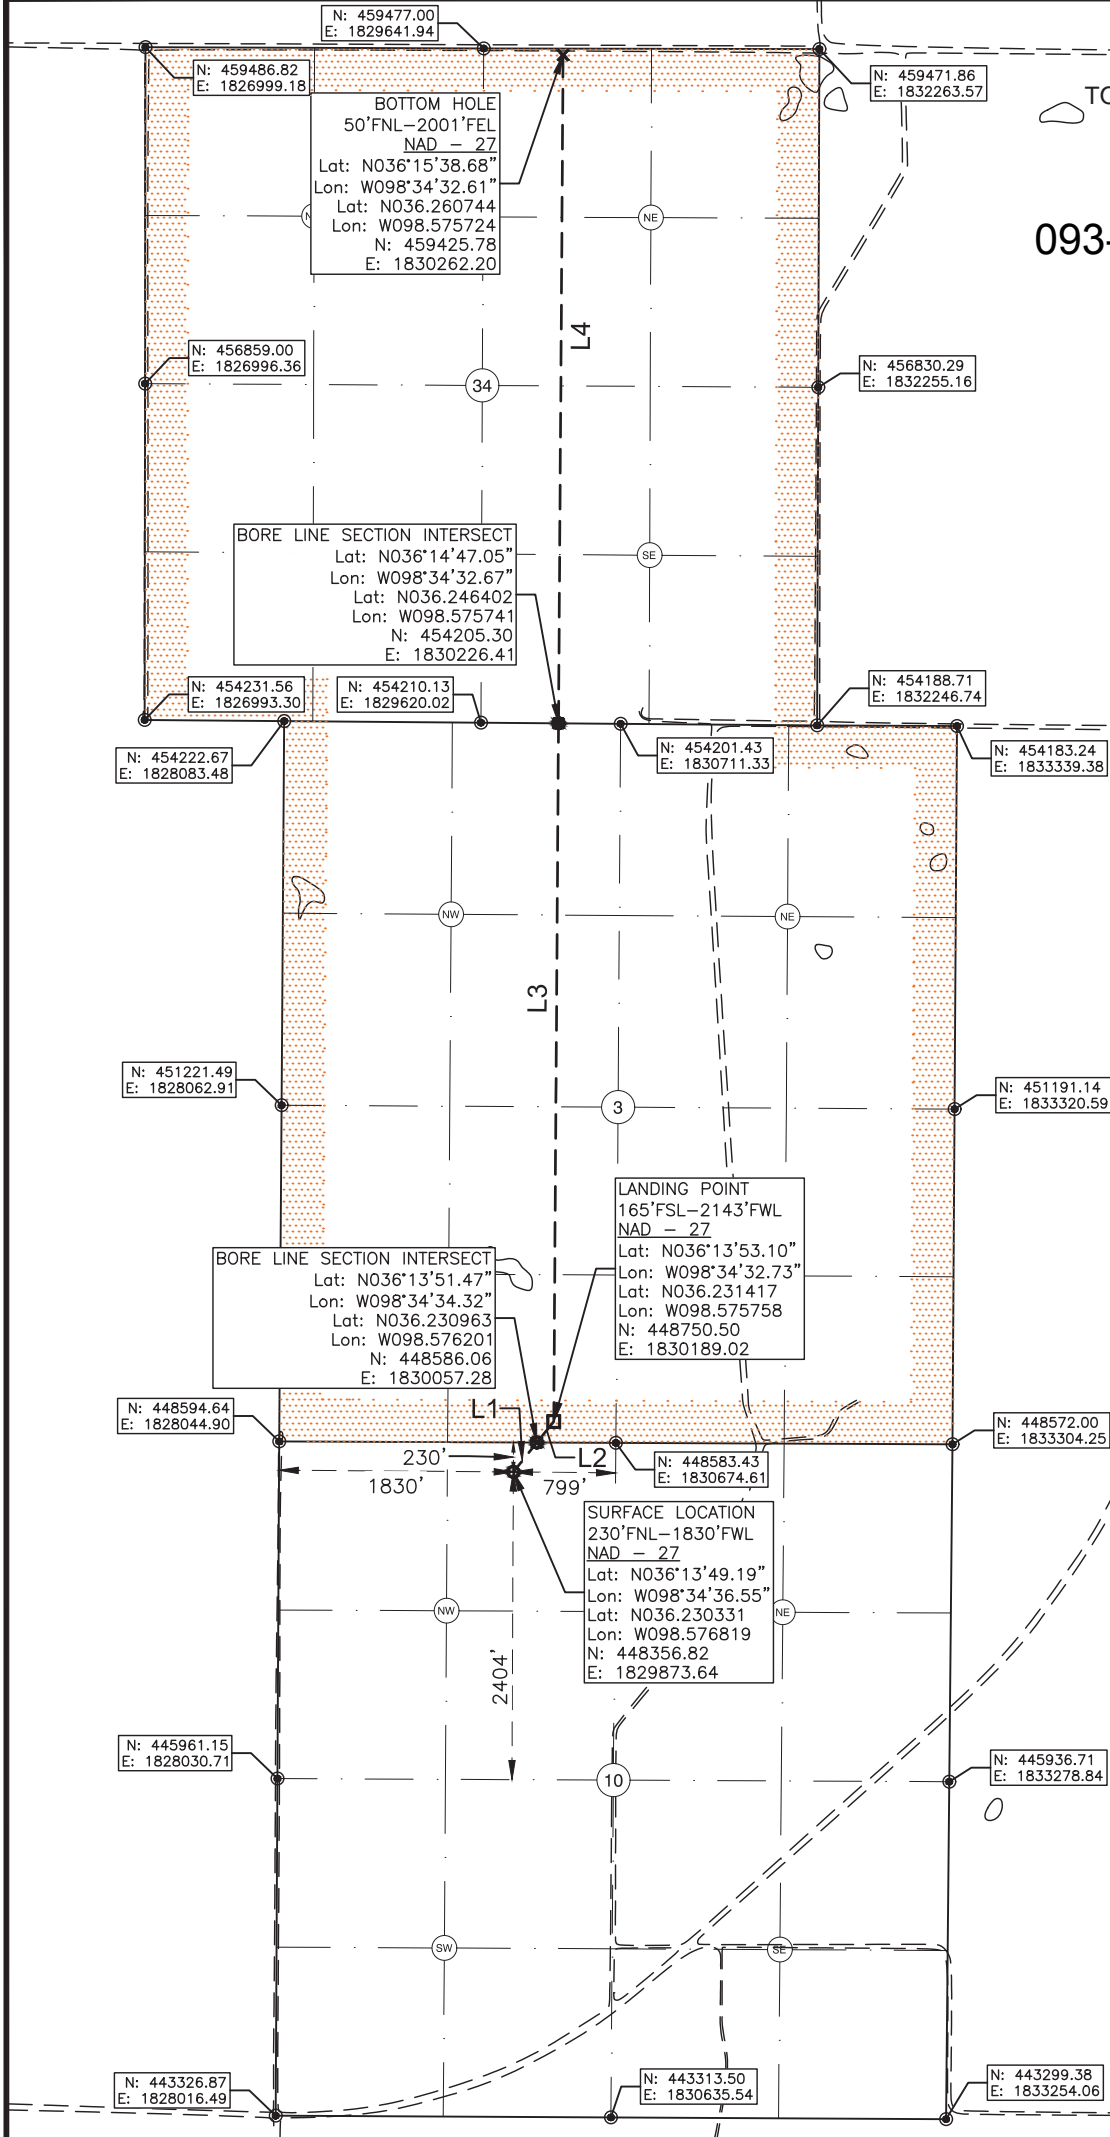 N: 459477.00
E: 1829641.94
N: 459486.82
E: 1826999.18
N: 459471.86
E: 1832263.57
TO
BOTTOM HOLE
50'FNL-2001'FEL
NAD - 27
Lat: N036°15'38.68"
Lon: W098°34'32.61"
Lat: N036.260744
Lon: W098.575724
N: 459425.78
E: 1830262.20
NE
093-
L4
N: 456859.00
E: 1826996.36
34
N: 456830.29
E: 1832255.16
BORE LINE SECTION INTERSECT
Lat: N036°14'47.05"
Lon: W098°34'32.67"
Lat: N036.246402
Lon: W098.575741
N: 454205.30
E: 1830226.41
SE
N: 454231.56
E: 1826993.30
N: 454210.13
E: 1829620.02
N: 454188.71
E: 1832246.74
N: 454222.67
E: 1828083.48
N: 454201.43
E: 1830711.33
N: 454183.24
E: 1833339.38
NW
NE
L3
N: 451221.49
E: 1828062.91
3
N: 451191.14
E: 1833320.59
LANDING POINT
165'FSL-2143'FWL
NAD - 27
Lat: N036°13'53.10"
Lon: W098°34'32.73"
Lat: N036.231417
Lon: W098.575758
N: 448750.50
E: 1830189.02
BORE LINE SECTION INTERSECT
Lat: N036°13'51.47"
Lon: W098°34'34.32"
Lat: N036.230963
Lon: W098.576201
N: 448586.06
E: 1830057.28
N: 448594.64
E: 1828044.90
L1
L2
N: 448572.00
E: 1833304.25
230'
1830'
799'
N: 448583.43
E: 1830674.61
SURFACE LOCATION
230'FNL-1830'FWL
NAD - 27
Lat: N036°13'49.19"
Lon: W098°34'36.55"
Lat: N036.230331
Lon: W098.576819
N: 448356.82
E: 1829873.64
NW
NE
2404'
N: 445961.15
E: 1828030.71
10
N: 445936.71
E: 1833278.84
SW
SE
N: 443326.87
E: 1828016.49
N: 443313.50
E: 1830635.54
N: 443299.38
E: 1833254.06